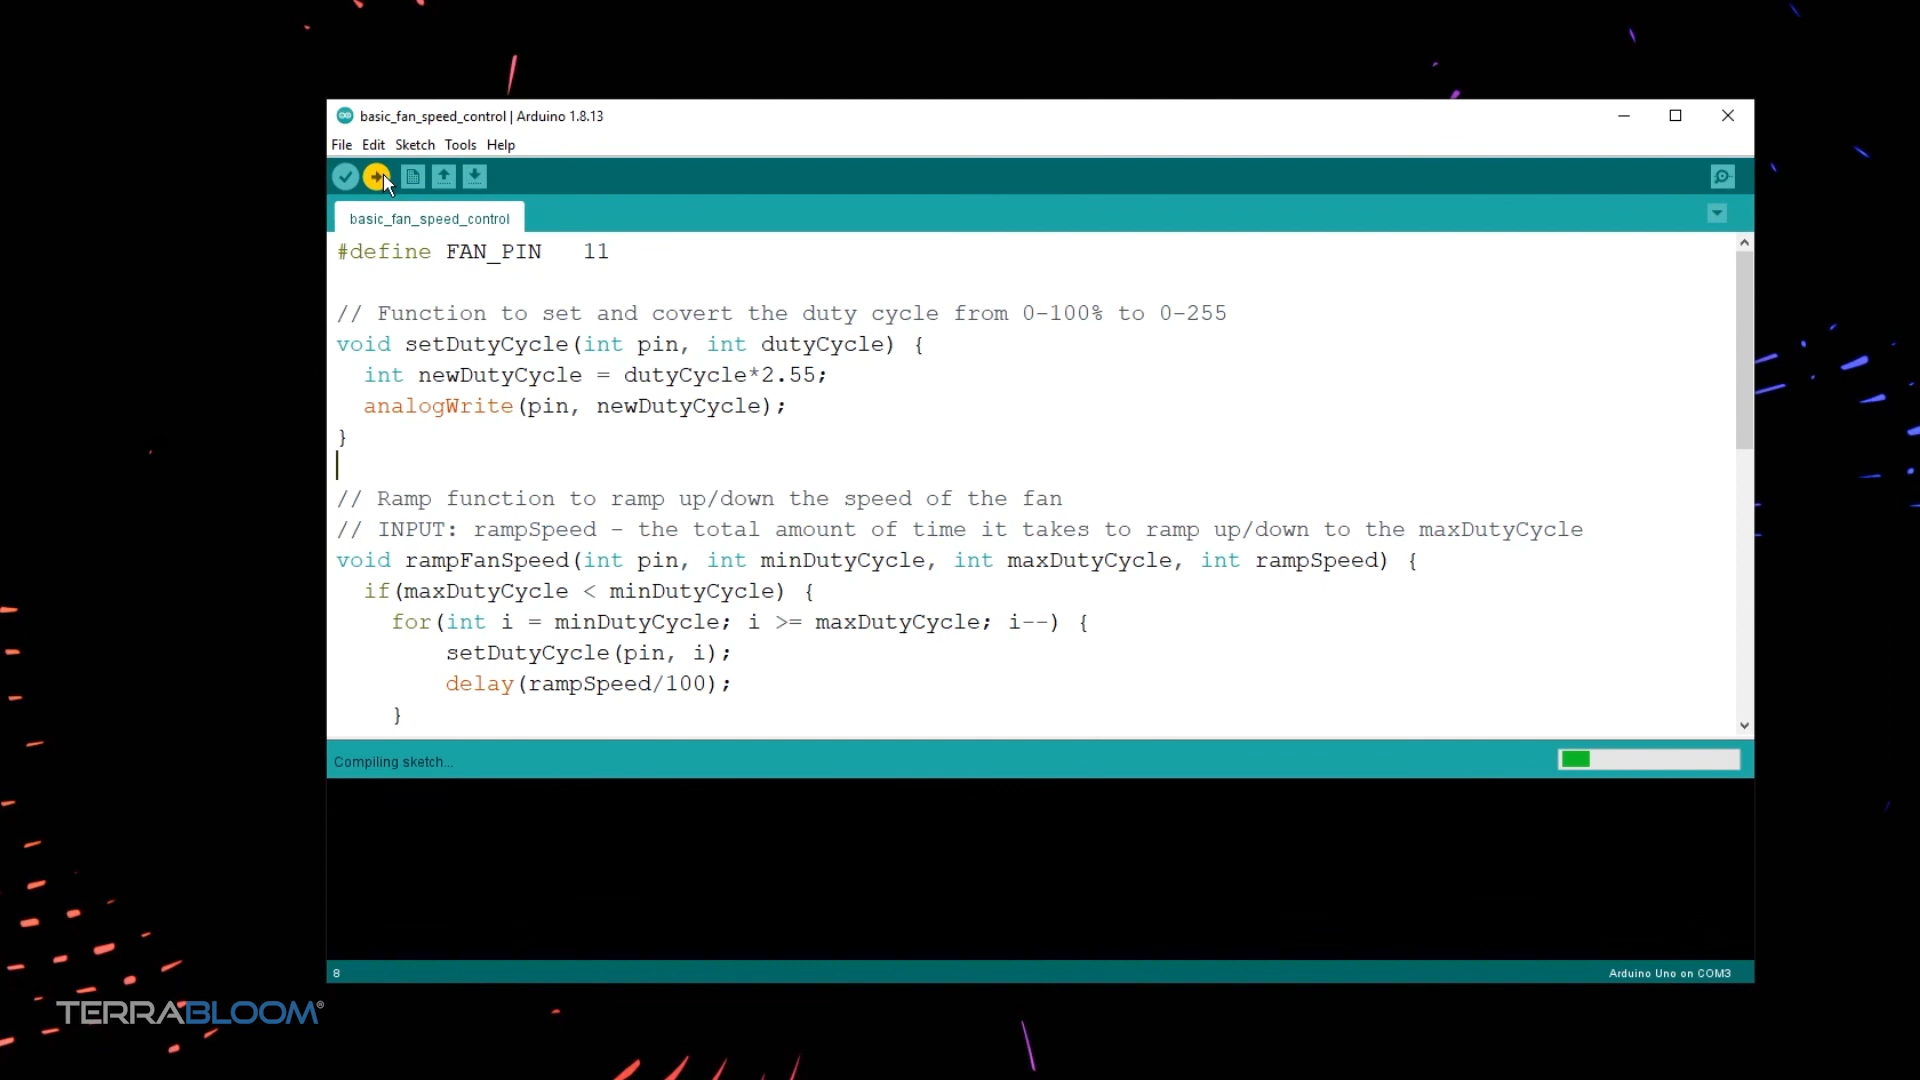 basic_fan_speed_control | Arduino 1.8.13
File Edit Sketch Tools Help
basic_fan_speed_control
#define FAN_PIN   11
// Function to set and covert the duty cycle from 0-100% to 0-255
void setDutyCycle(int pin, int dutyCycle) {
  int newDutyCycle = dutyCycle*2.55;
  analogWrite(pin, newDutyCycle);
}
// Ramp function to ramp up/down the speed of the fan
// INPUT: rampSpeed - the total amount of time it takes to ramp up/down to the maxDutyCycle
void rampFanSpeed(int pin, int minDutyCycle, int maxDutyCycle, int rampSpeed) {
  if(maxDutyCycle < minDutyCycle) {
    for(int i = minDutyCycle; i >= maxDutyCycle; i--) {
        setDutyCycle(pin, i);
        delay(rampSpeed/100);
    }
Compiling sketch...
8
Arduino Uno on COM3
TERRABLOOM®